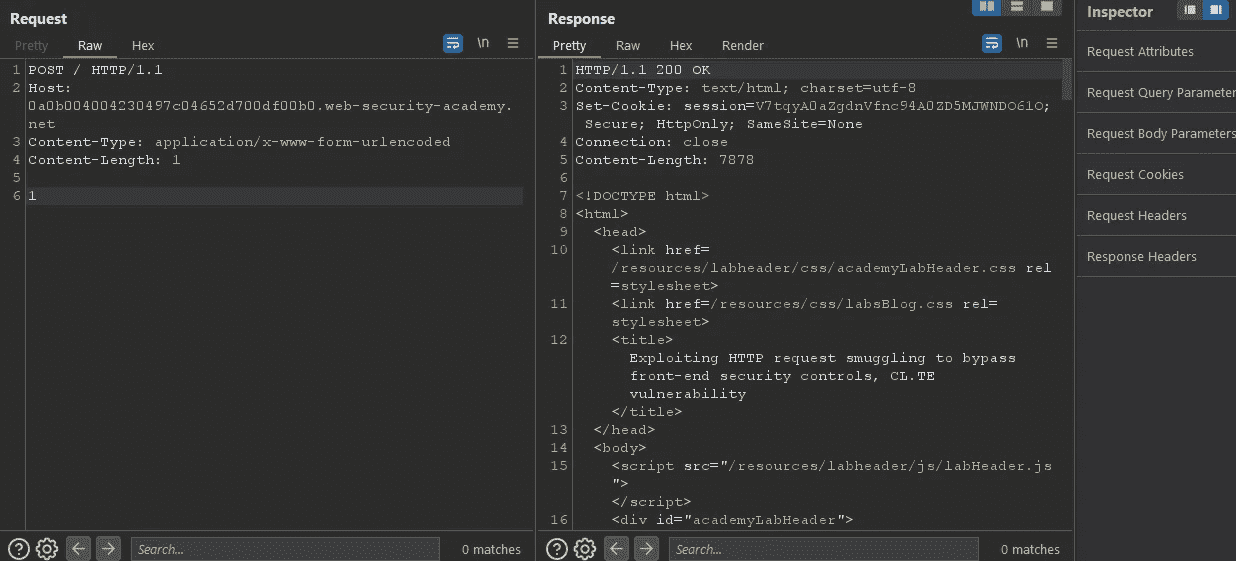 Request
Pretty Raw Hex
\n
1 POST / HTTP/1.1
2 Host:
0a0b004004230497c04652d700df00b0.web-security-academy.
net
3 Content-Type: application/x-www-form-urlencoded
4 Content-Length: 1
5
6 1
Search...
0 matches
Response
Pretty Raw Hex Render
\n
1 HTTP/1.1 200 OK
2 Content-Type: text/html; charset=utf-8
3 Set-Cookie: session=V7tqyA0aZgdnVfnc94A0ZD5MJWNDO61O;
Secure; HttpOnly; SameSite=None
4 Connection: close
5 Content-Length: 7878
6
7 <!DOCTYPE html>
8 <html>
9 <head>
10 <link href=
/resources/labheader/css/academyLabHeader.css rel
=stylesheet>
11 <link href=/resources/css/labsBlog.css rel=
stylesheet>
12 <title>
Exploiting HTTP request smuggling to bypass
front-end security controls, CL.TE
vulnerability
</title>
13 </head>
14 <body>
15 <script src="/resources/labheader/js/labHeader.js
">
</script>
16 <div id="academyLabHeader">
Search...
0 matches
Inspector
Request Attributes
Request Query Parameter
Request Body Parameters
Request Cookies
Request Headers
Response Headers